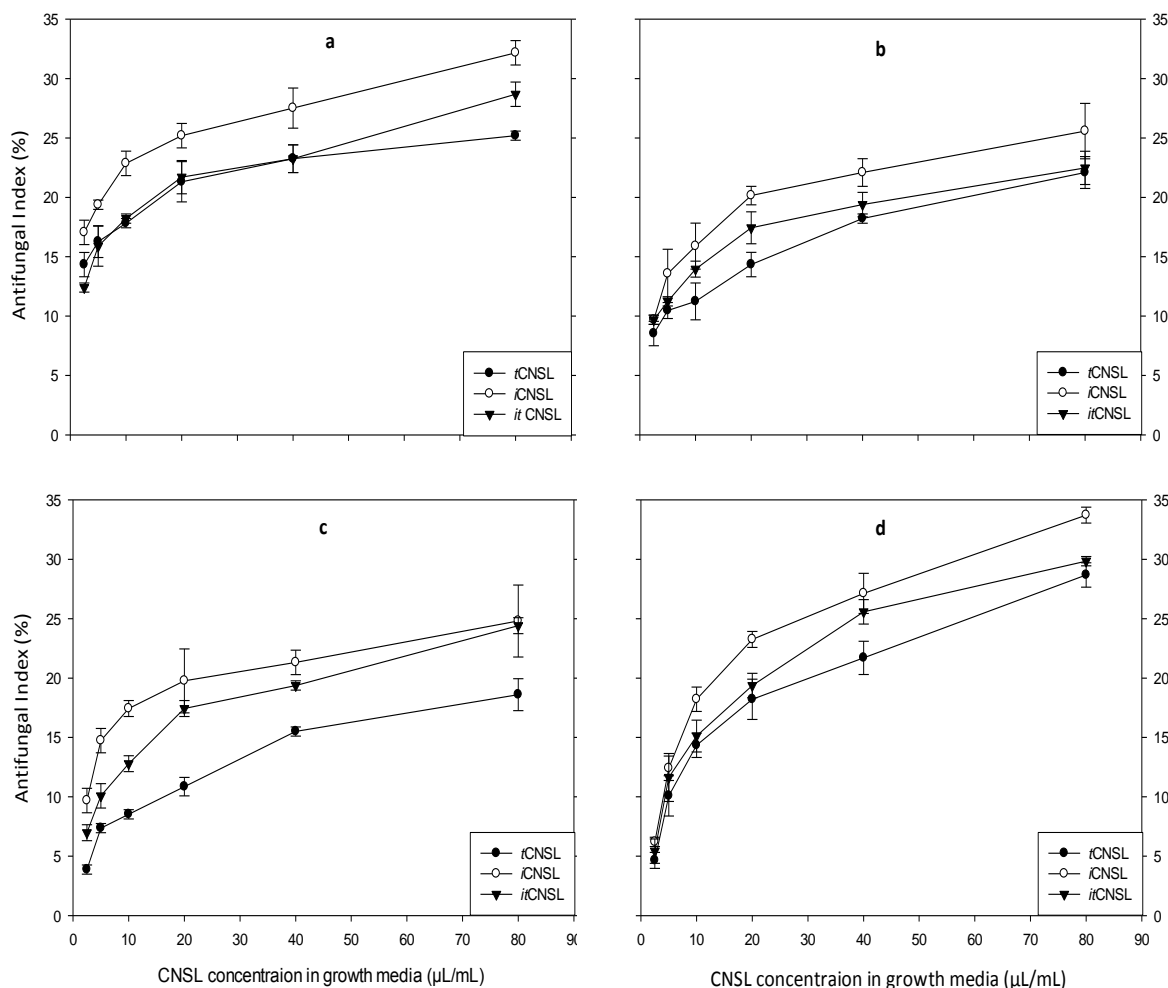 35
30
25
20
15
10
5
0
Antifungal Index (%)
a
tCNSL
iCNSL
it CNSL
b
tCNSL
iCNSL
itCNSL
35
30
25
20
15
10
5
0
35
30
25
20
15
10
5
0
Antifungal Index (%)
c
tCNSL
iCNSL
itCNSL
0 10 20 30 40 50 60 70 80 90
CNSL concentraion in growth media (µL/mL)
d
tCNSL
iCNSL
itCNSL
35
30
25
20
15
10
5
0
0 10 20 30 40 50 60 70 80 90
CNSL concentraion in growth media (µL/mL)